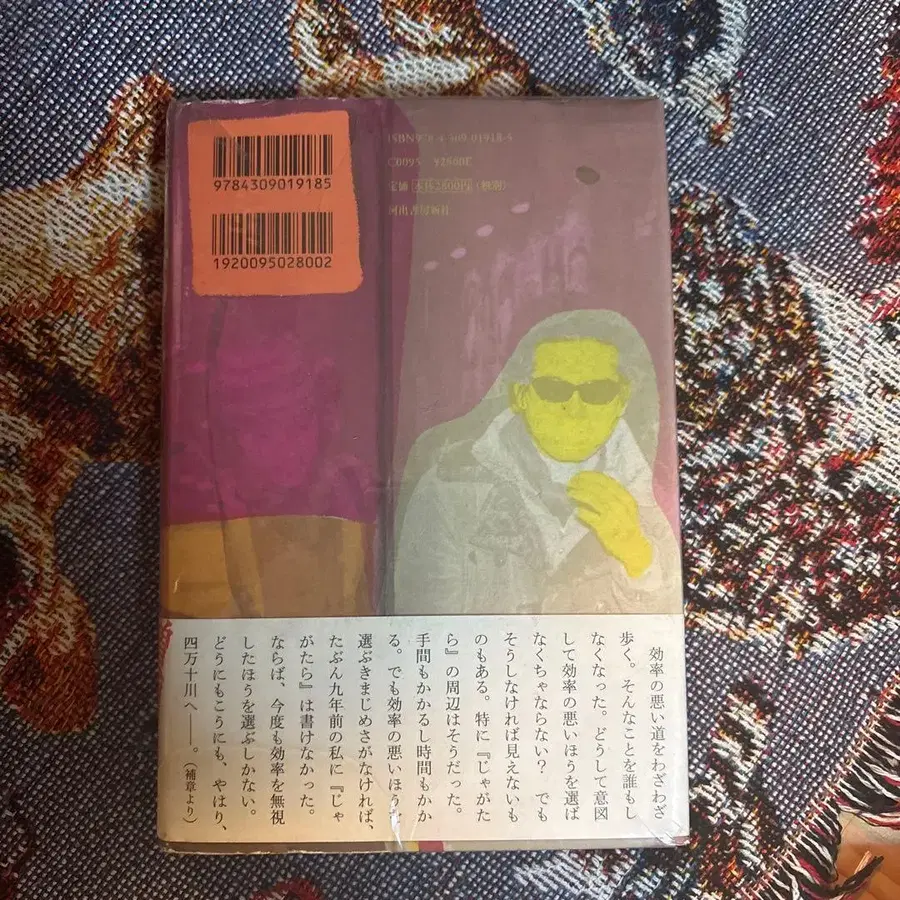 9784309019185
1920095028002
ISBN978-4-309-01918-5
C0095 ¥2800E
定価 本体2800円（税別）
河出書房新社
効率の悪い道をわざわざ
歩く。そんなことを誰もし
なくなった。どうして意図
して効率の悪いほうを選ば
なくちゃならない？ でも
そうしなければ見えないも
のもある。特に『じゃがた
ら』の周辺はそうだった。
手間もかかるし時間もかか
る。でも効率の悪いほうを
選ぶきまじめさがなければ、
たぶん九年前の私に『じゃ
がたら』は書けなかった。
ならば、今度も効率を無視
したほうを選ぶしかない。
どうにもこうにも、やはり、
四万十川へ──。（補章より）